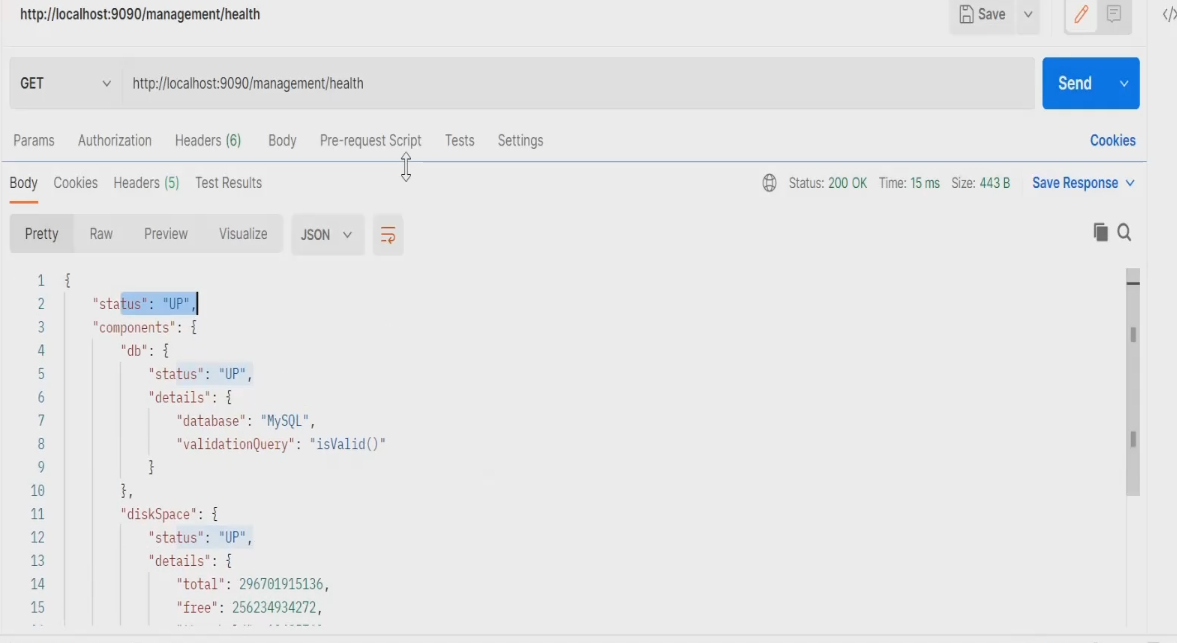 http://localhost:9090/management/health
Save
GET http://localhost:9090/management/health Send
Params Authorization Headers (6) Body Pre-request Script Tests Settings Cookies
Body Cookies Headers (5) Test Results Status: 200 OK Time: 15 ms Size: 443 B Save Response
Pretty Raw Preview Visualize JSON
1 {
2 "status": "UP",
3 "components": {
4 "db": {
5 "status": "UP",
6 "details": {
7 "database": "MySQL",
8 "validationQuery": "isValid()"
9 }
10 },
11 "diskSpace": {
12 "status": "UP",
13 "details": {
14 "total": 296701915136,
15 "free": 256234934272,